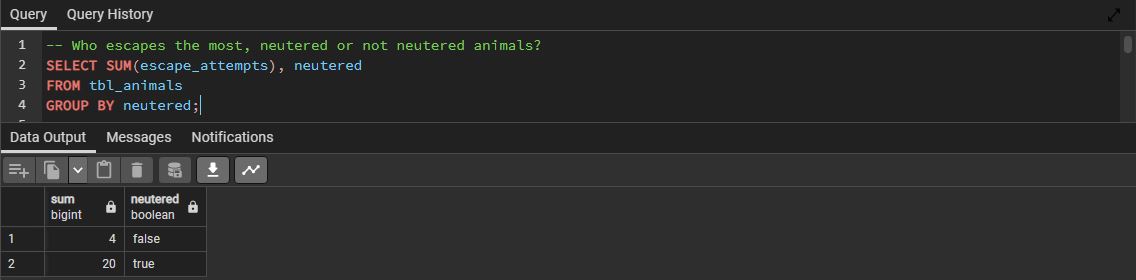 Query Query History
1 -- Who escapes the most, neutered or not neutered animals?
2 SELECT SUM(escape_attempts), neutered
3 FROM tbl_animals
4 GROUP BY neutered;
Data Output Messages Notifications
sum neutered
bigint boolean
1 4 false
2 20 true